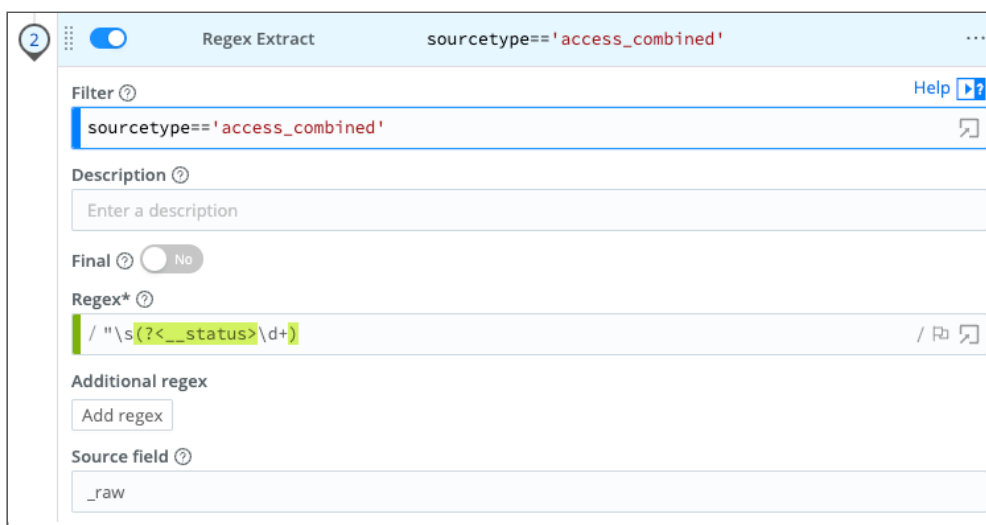 2 Regex Extract sourcetype=='access_combined' ...
Filter ? Help ?
sourcetype=='access_combined'
Description ?
Enter a description
Final ? No
Regex* ?
/ "\s(?<__status>\d+) /
Additional regex
Add regex
Source field ?
_raw